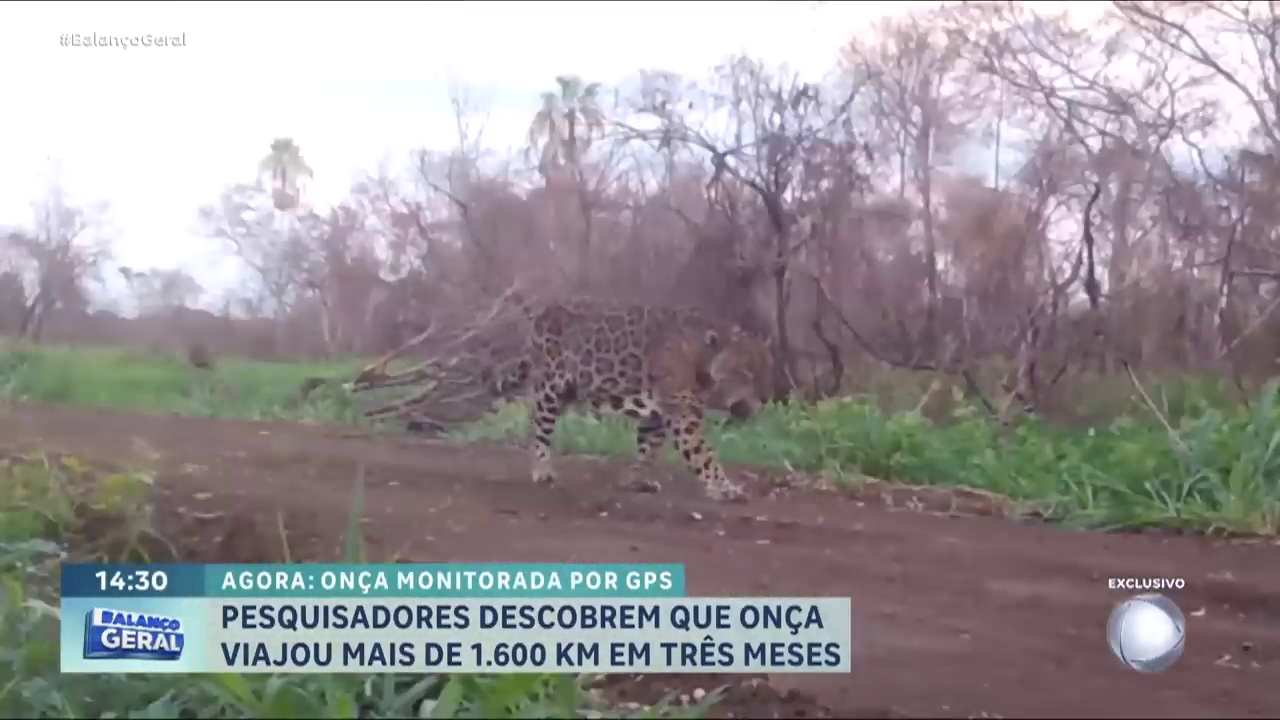 #BalançoGeral
14:30
AGORA: ONÇA MONITORADA POR GPS
BALANÇO
GERAL
PESQUISADORES DESCOBREM QUE ONÇA
VIAJOU MAIS DE 1.600 KM EM TRÊS MESES
EXCLUSIVO